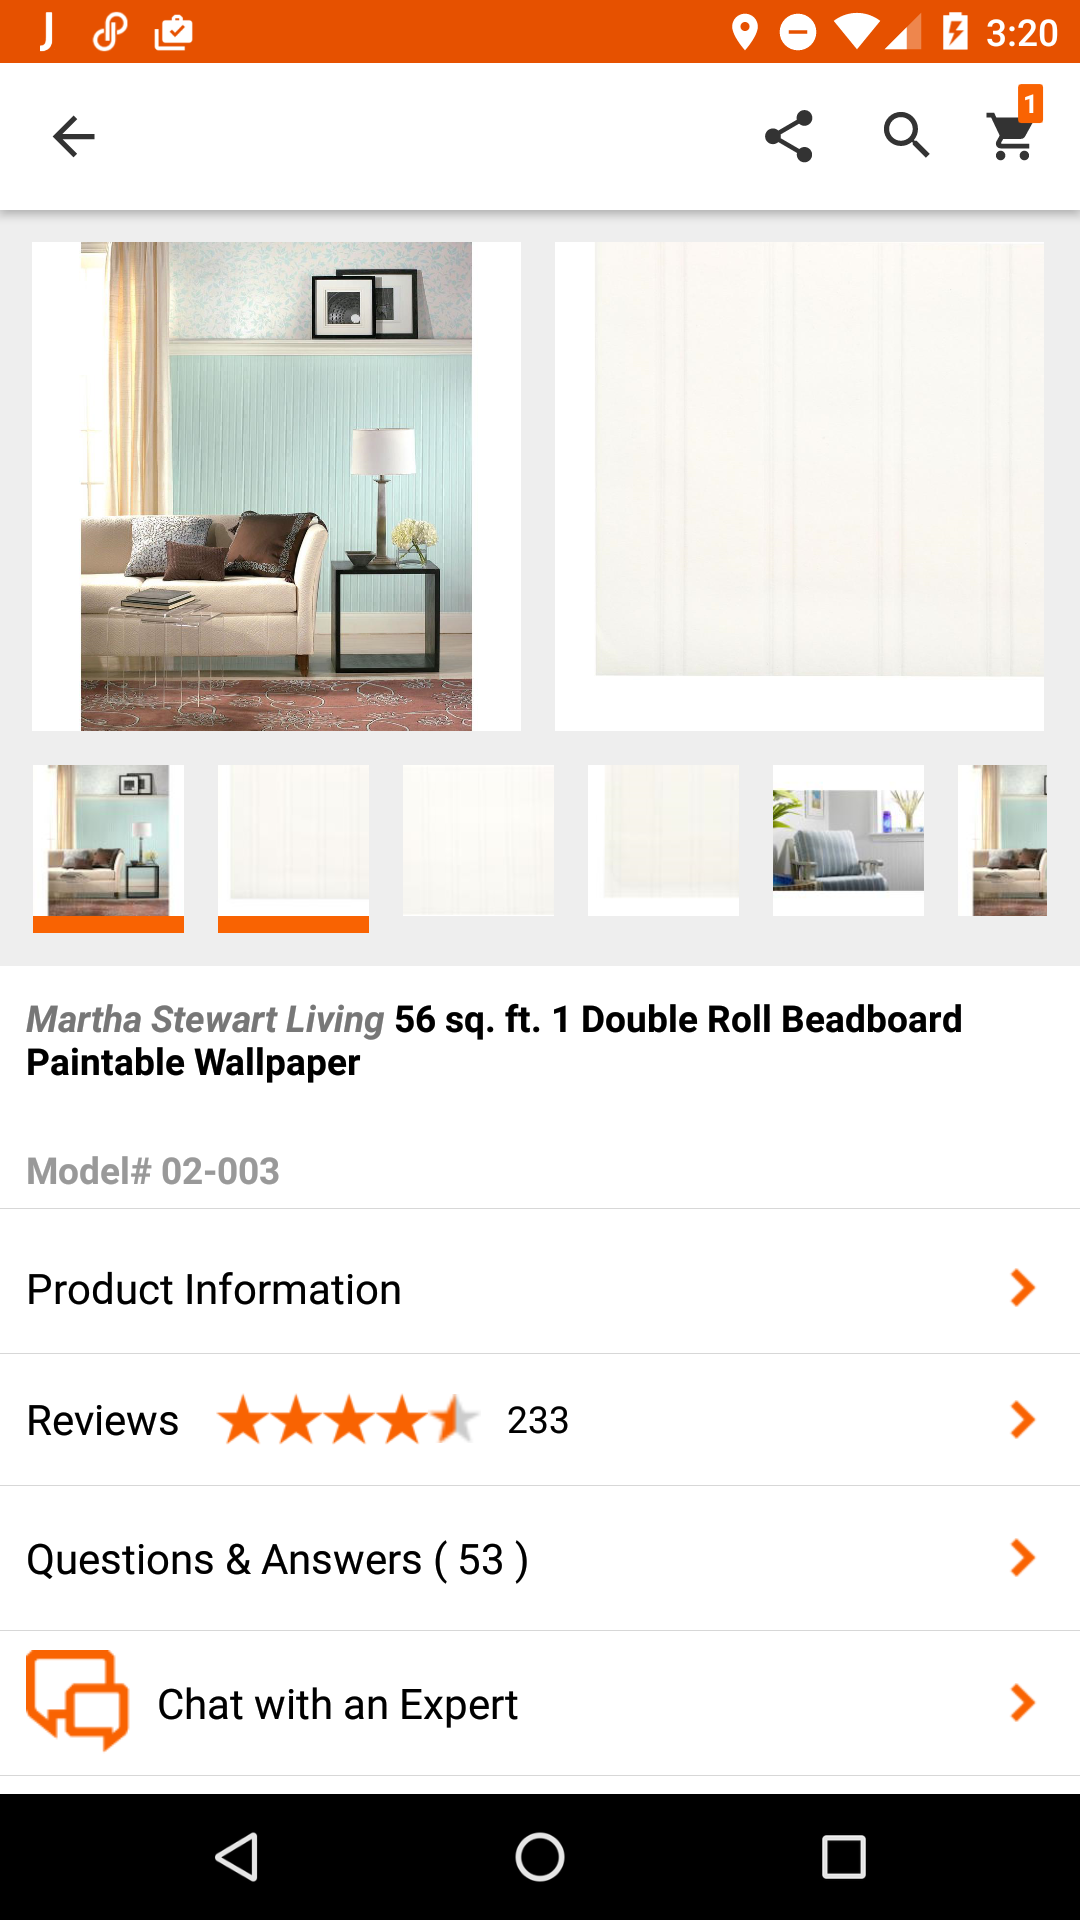 3:20
1
Martha Stewart Living 56 sq. ft. 1 Double Roll Beadboard
Paintable Wallpaper
Model# 02-003
Product Information
Reviews 233
Questions & Answers ( 53 )
Chat with an Expert